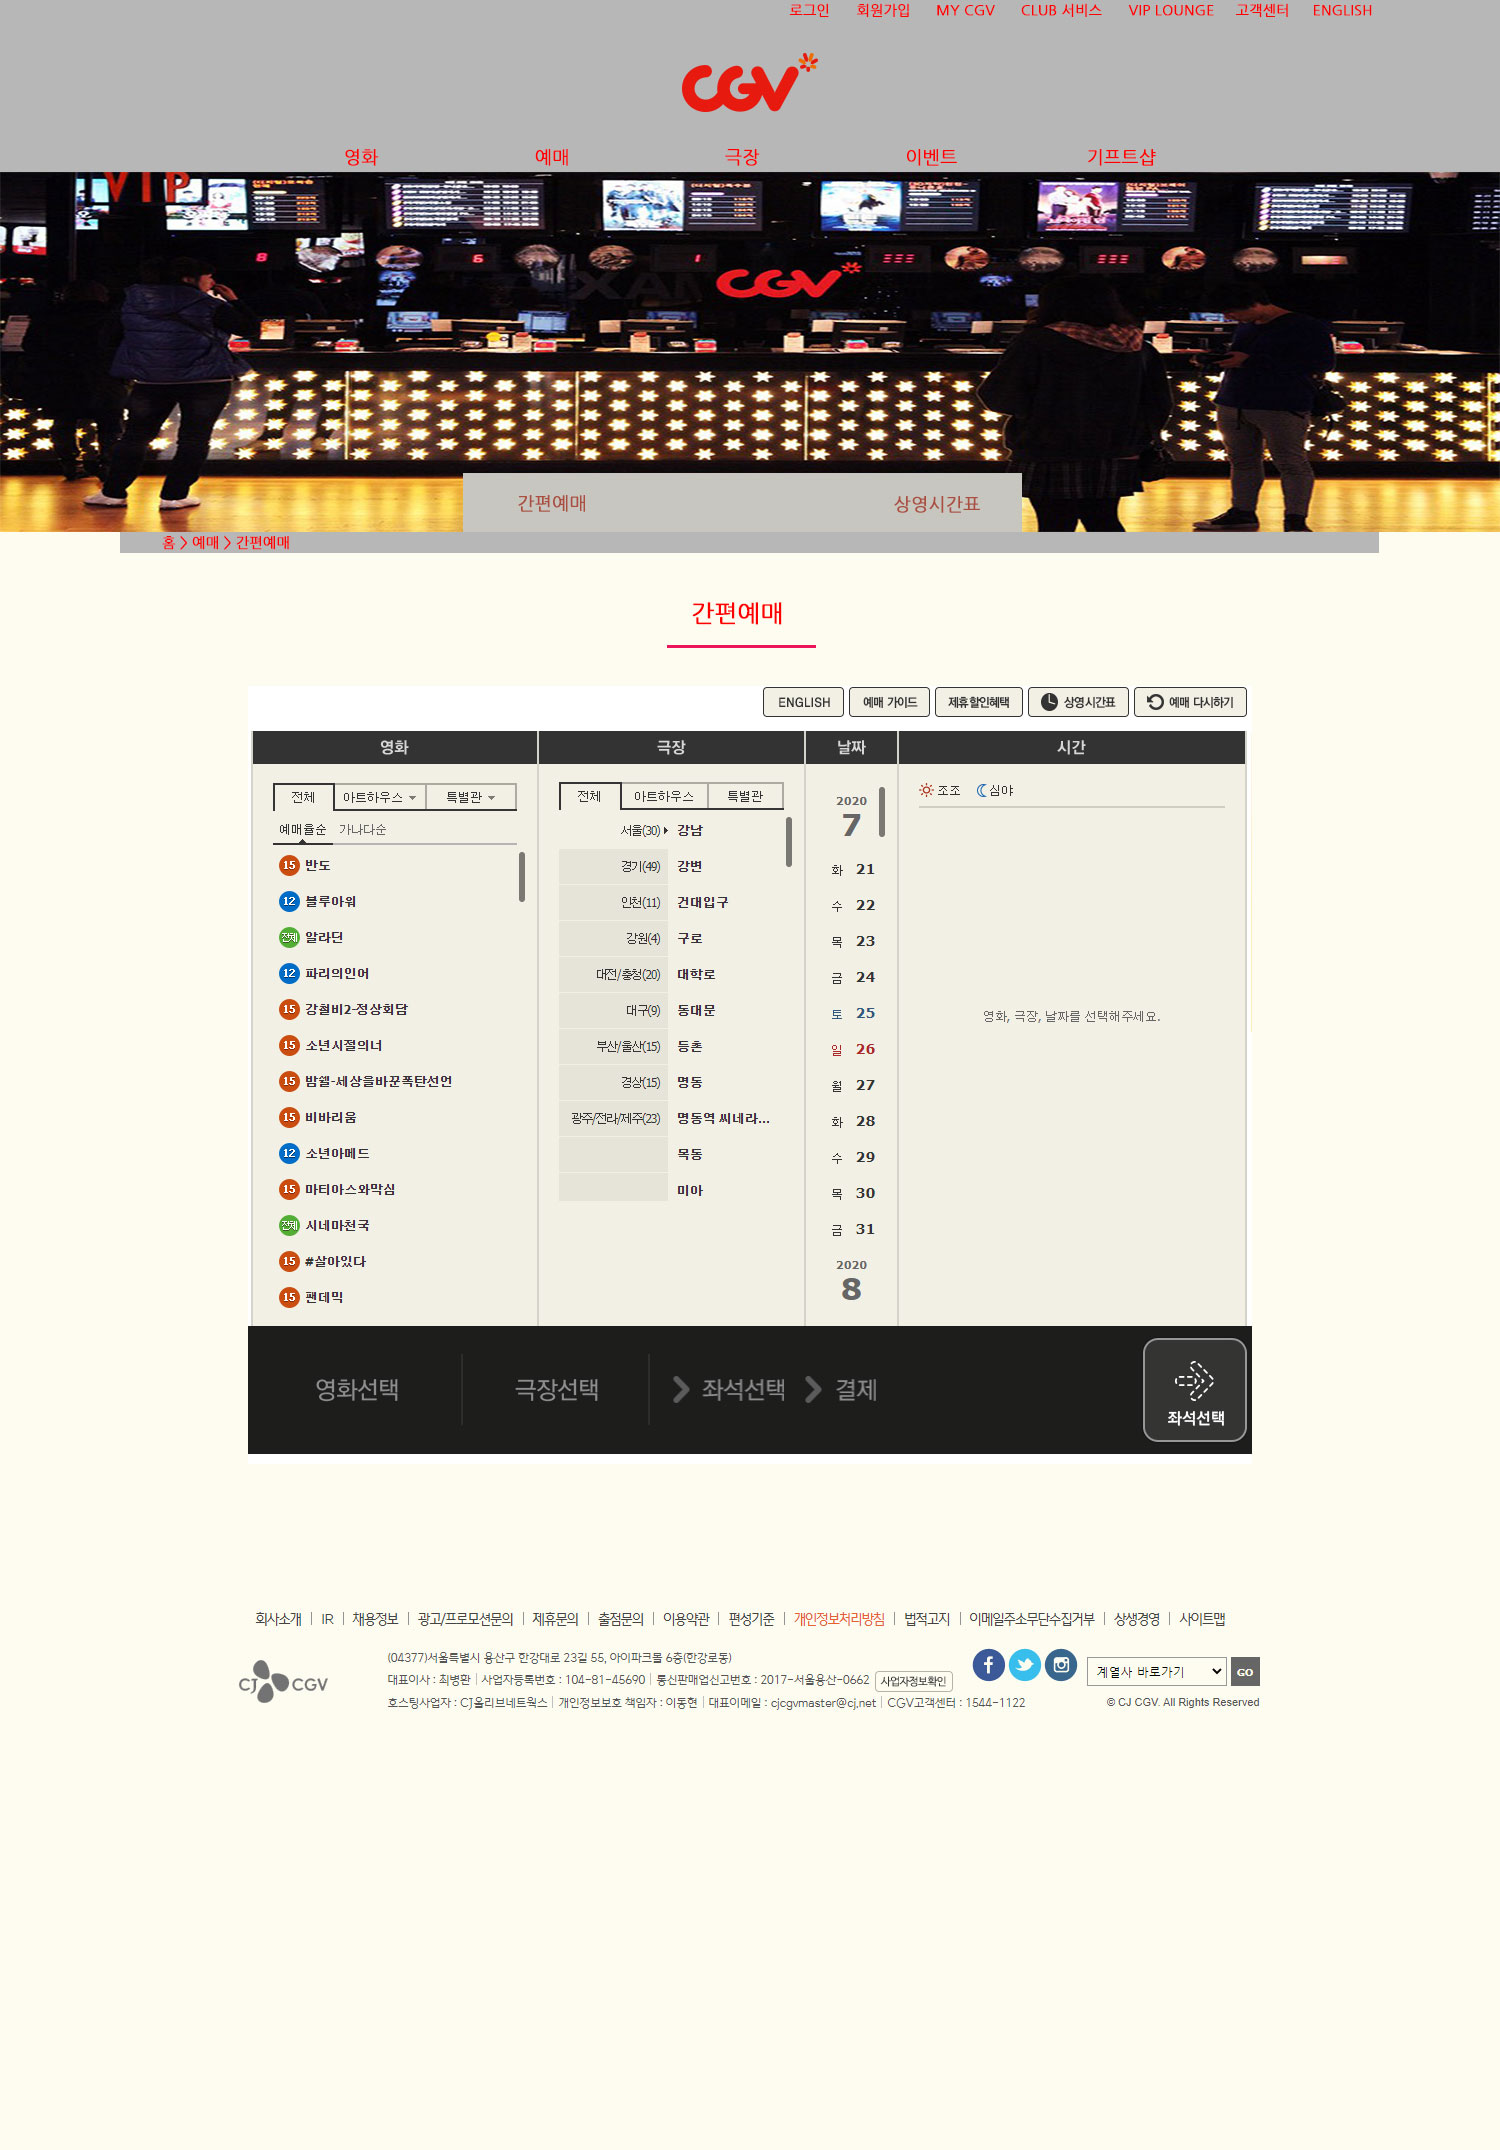 로그인 회원가입 MY CGV CLUB 서비스 VIP LOUNGE 고객센터 ENGLISH
CGV
영화 예매 극장 이벤트 기프트샵
VIP
CGV
간편예매 상영시간표
홈 > 예매 > 간편예매
간편예매
ENGLISH 예매 가이드 제휴할인혜택 상영시간표 예매 다시하기
영화 극장 날짜 시간
전체 아트하우스 특별관
예매율순 가나다순
15 반도
12 블루아워
전체 알라딘
12 파리의인어
15 강철비2-정상회담
15 소년시절의너
15 밤쉘-세상을바꾼폭탄선언
15 비바리움
12 소년아메드
15 마티아스와막심
전체 시네마천국
15 #살아있다
15 팬데믹
전체 아트하우스 특별관
서울(30) 강남
경기(49) 강변
인천(11) 건대입구
강원(4) 구로
대전/충청(20) 대학로
대구(9) 동대문
부산/울산(15) 등촌
경상(15) 명동
광주/전라/제주(23) 명동역 씨네라...
목동
미아
2020
7
화 21
수 22
목 23
금 24
토 25
일 26
월 27
화 28
수 29
목 30
금 31
2020
8
조조 심야
영화, 극장, 날짜를 선택해주세요.
영화선택 극장선택 좌석선택 결제
좌석선택
회사소개 IR 채용정보 광고/프로모션문의 제휴문의 출점문의 이용약관 편성기준 개인정보처리방침 법적고지 이메일주소무단수집거부 상생경영 사이트맵
CJ CGV
(04377)서울특별시 용산구 한강대로 23길 55, 아이파크몰 6층(한강로동)
대표이사 : 최병환 사업자등록번호 : 104-81-45690 통신판매업신고번호 : 2017-서울용산-0662 사업자정보확인
호스팅사업자 : CJ올리브네트웍스 개인정보보호 책임자 : 이동현 대표이메일 : cjcgvmaster@cj.net CGV고객센터 : 1544-1122
계열사 바로가기 GO
© CJ CGV. All Rights Reserved